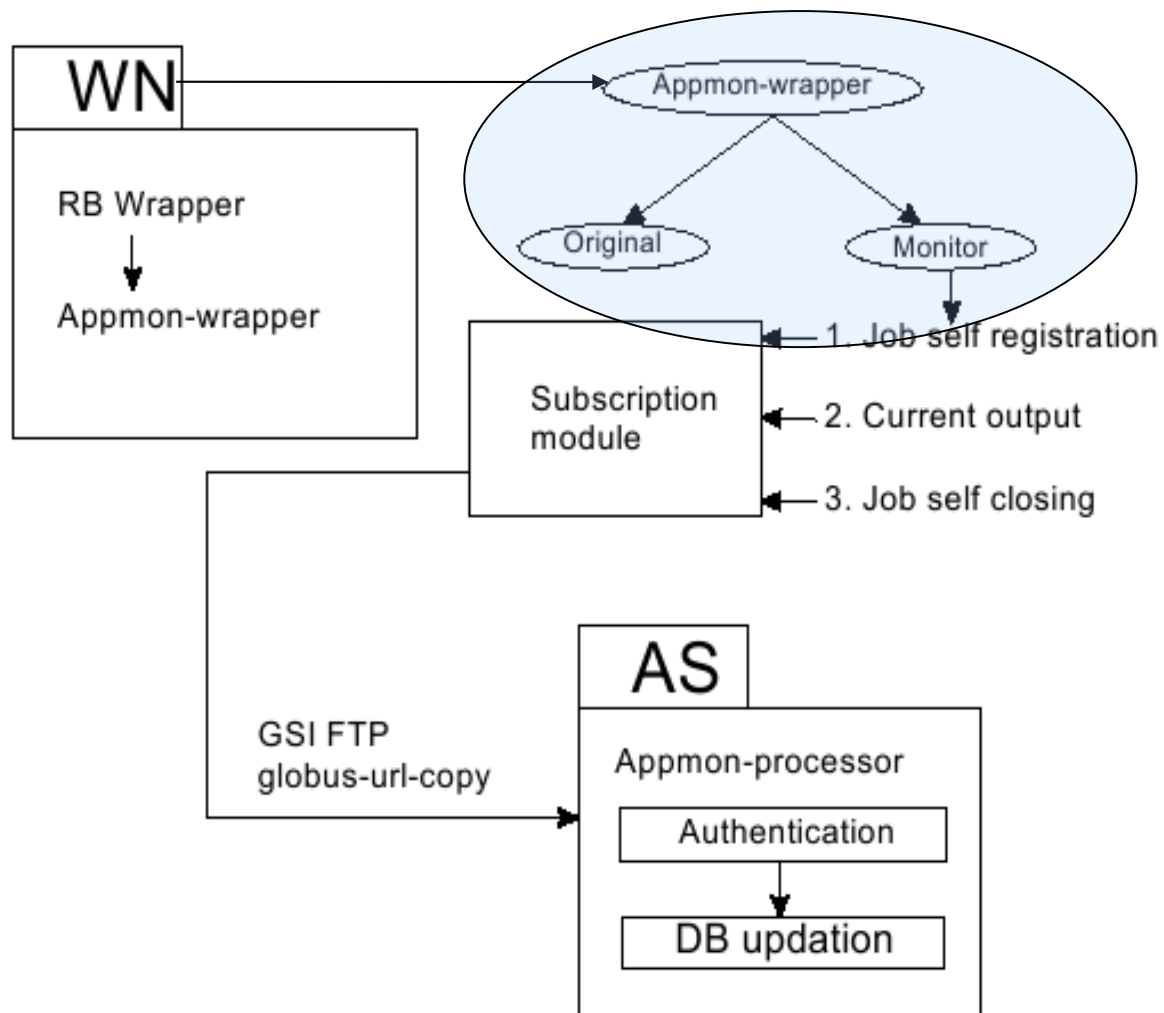 WN
Appmon-wrapper
RB Wrapper
Original
Monitor
Appmon-wrapper
1. Job self registration
Subscription
module
2. Current output
3. Job self closing
AS
GSI FTP
globus-url-copy
Appmon-processor
Authentication
DB updation